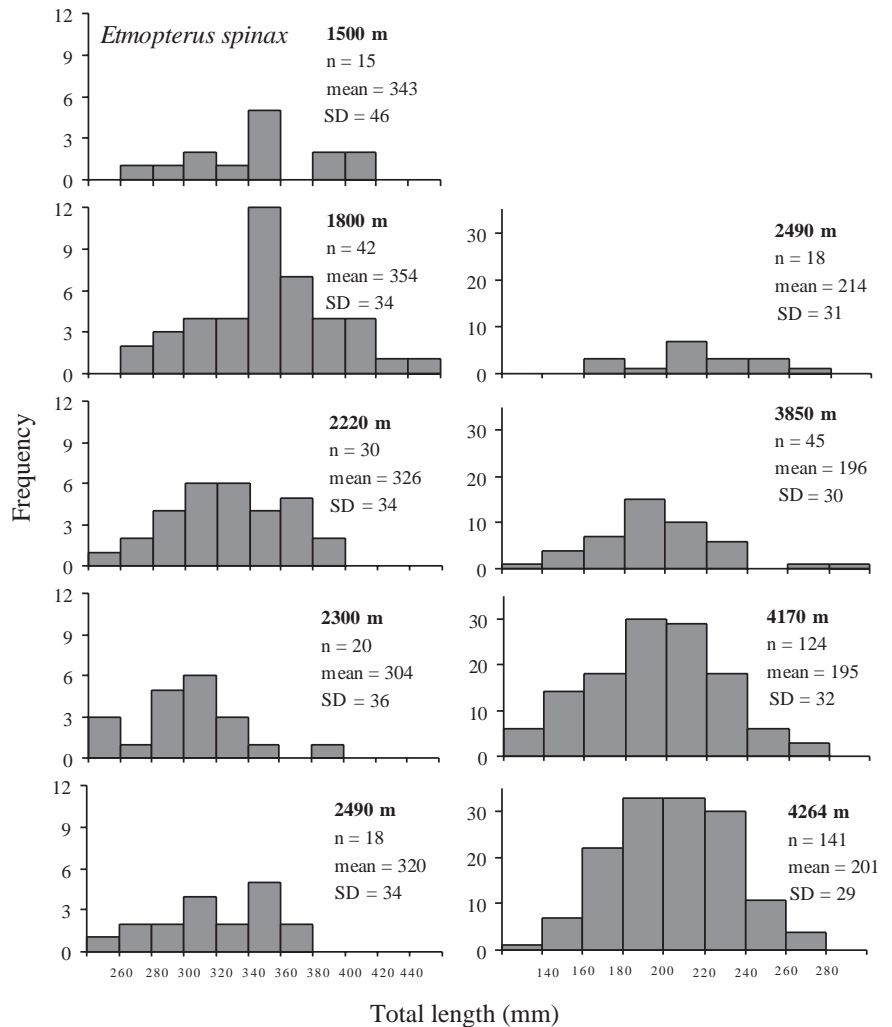 Etmopterus spinax
12
9
6
3
0
1500 m
n = 15
mean = 343
SD = 46
12
9
6
3
0
1800 m
n = 42
mean = 354
SD = 34
12
9
6
3
0
2220 m
n = 30
mean = 326
SD = 34
12
9
6
3
0
2300 m
n = 20
mean = 304
SD = 36
12
9
6
3
0
2490 m
n = 18
mean = 320
SD = 34
260 280 300 320 340 360 380 400 420 440
30
20
10
0
2490 m
n = 18
mean = 214
SD = 31
30
20
10
0
3850 m
n = 45
mean = 196
SD = 30
30
20
10
0
4170 m
n = 124
mean = 195
SD = 32
30
20
10
0
4264 m
n = 141
mean = 201
SD = 29
140 160 180 200 220 240 260 280
Frequency
Total length (mm)